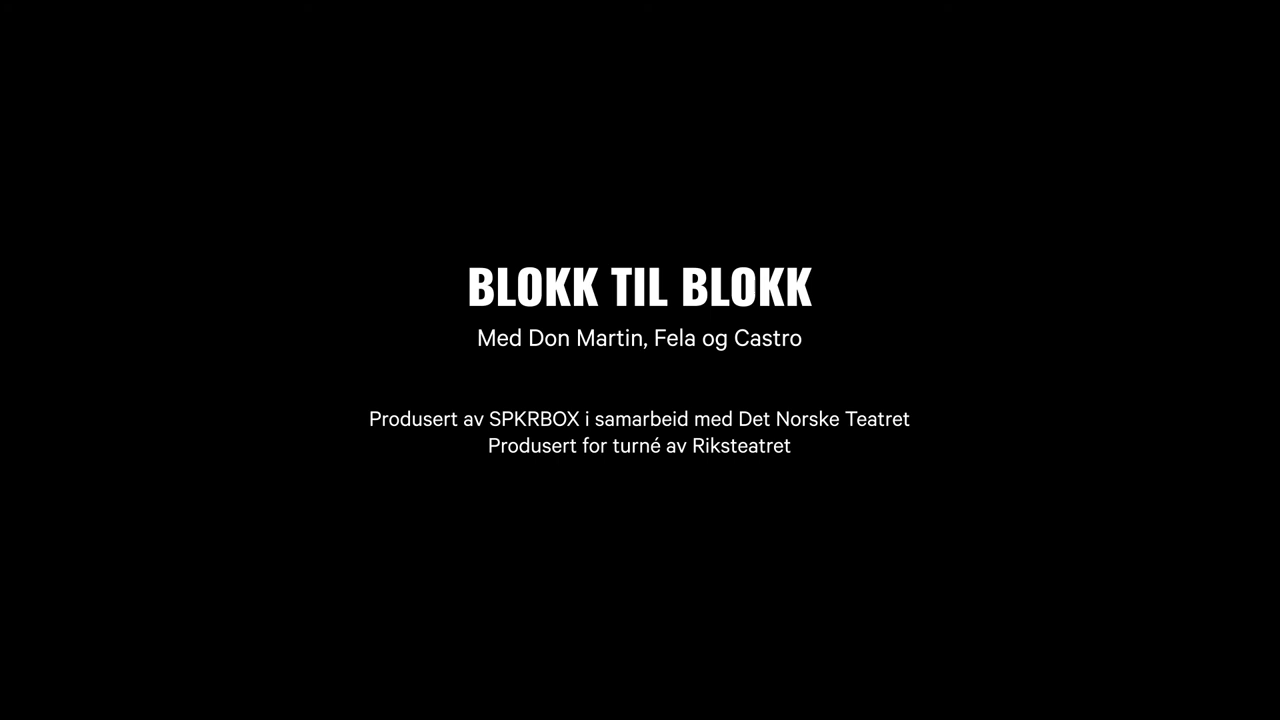 BLOKK TIL BLOKK
Med Don Martin, Fela og Castro
Produsert av SPKRBOX i samarbeid med Det Norske Teatret
Produsert for turné av Riksteatret